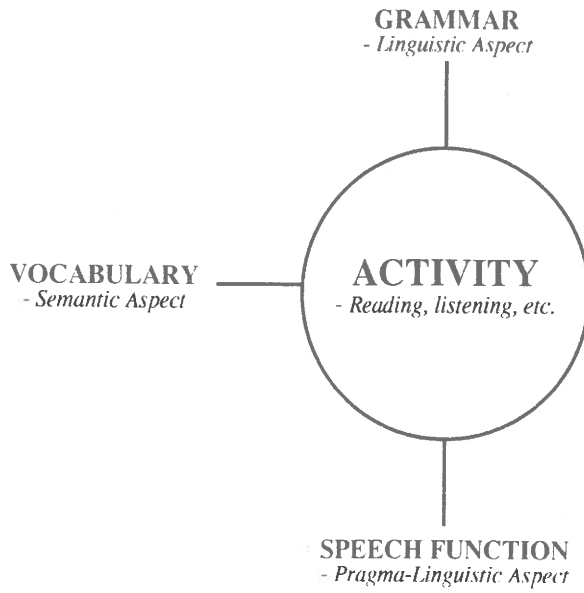 GRAMMAR
- Linguistic Aspect
VOCABULARY
- Semantic Aspect
ACTIVITY
- Reading, listening, etc.
SPEECH FUNCTION
- Pragma-Linguistic Aspect